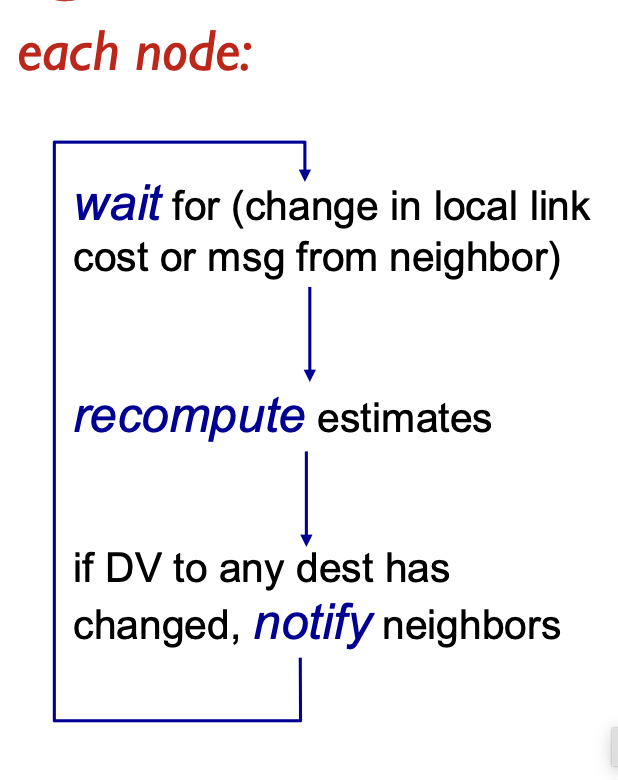 each node:
wait for (change in local link
cost or msg from neighbor)
recompute estimates
if DV to any dest has
changed, notify neighbors